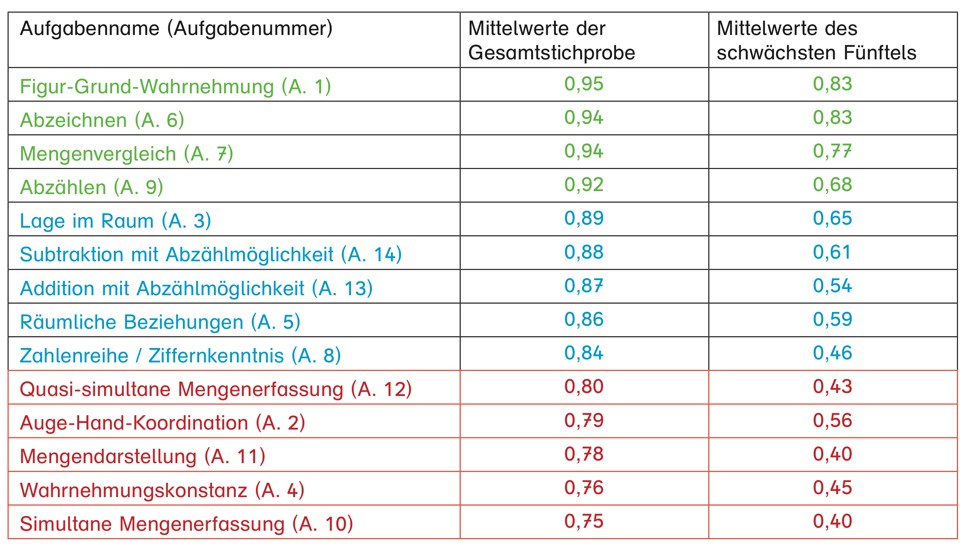 Aufgabenname (Aufgabenummer) Mittelwerte der Gesamtstichprobe Mittelwerte des schwächsten Fünftels
Figur-Grund-Wahrnehmung (A. 1) 0,95 0,83
Abzeichnen (A. 6) 0,94 0,83
Mengenvergleich (A. 7) 0,94 0,77
Abzählen (A. 9) 0,92 0,68
Lage im Raum (A. 3) 0,89 0,65
Subtraktion mit Abzählmöglichkeit (A. 14) 0,88 0,61
Addition mit Abzählmöglichkeit (A. 13) 0,87 0,54
Räumliche Beziehungen (A. 5) 0,86 0,59
Zahlenreihe / Ziffernkenntnis (A. 8) 0,84 0,46
Quasi-simultane Mengenerfassung (A. 12) 0,80 0,43
Auge-Hand-Koordination (A. 2) 0,79 0,56
Mengendarstellung (A. 11) 0,78 0,40
Wahrnehmungskonstanz (A. 4) 0,76 0,45
Simultane Mengenerfassung (A. 10) 0,75 0,40